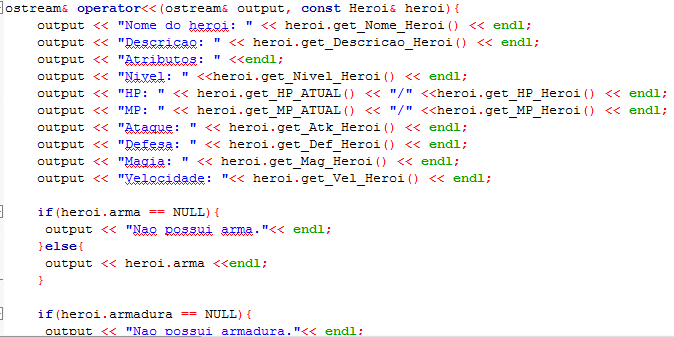 ostream& operator<<(ostream& output, const Heroi& heroi){
output << "Nome do heroi: " << heroi.get_Nome_Heroi() << endl;
output << "Descricao: " << heroi.get_Descricao_Heroi() << endl;
output << "Atributos: " <<endl;
output << "Nivel: " <<heroi.get_Nivel_Heroi() << endl;
output << "HP: " << heroi.get_HP_ATUAL() << "/" <<heroi.get_HP_Heroi() << endl;
output << "MP: " << heroi.get_MP_ATUAL() << "/" <<heroi.get_MP_Heroi() << endl;
output << "Ataque: " << heroi.get_Atk_Heroi() << endl;
output << "Defesa: " << heroi.get_Def_Heroi() << endl;
output << "Magia: " << heroi.get_Mag_Heroi() << endl;
output << "Velocidade: "<< heroi.get_Vel_Heroi() << endl;
if(heroi.arma == NULL){
output << "Nao possui arma."<< endl;
}else{
output << heroi.arma <<endl;
}
if(heroi.armadura == NULL){
output << "Nao possui armadura."<< endl;